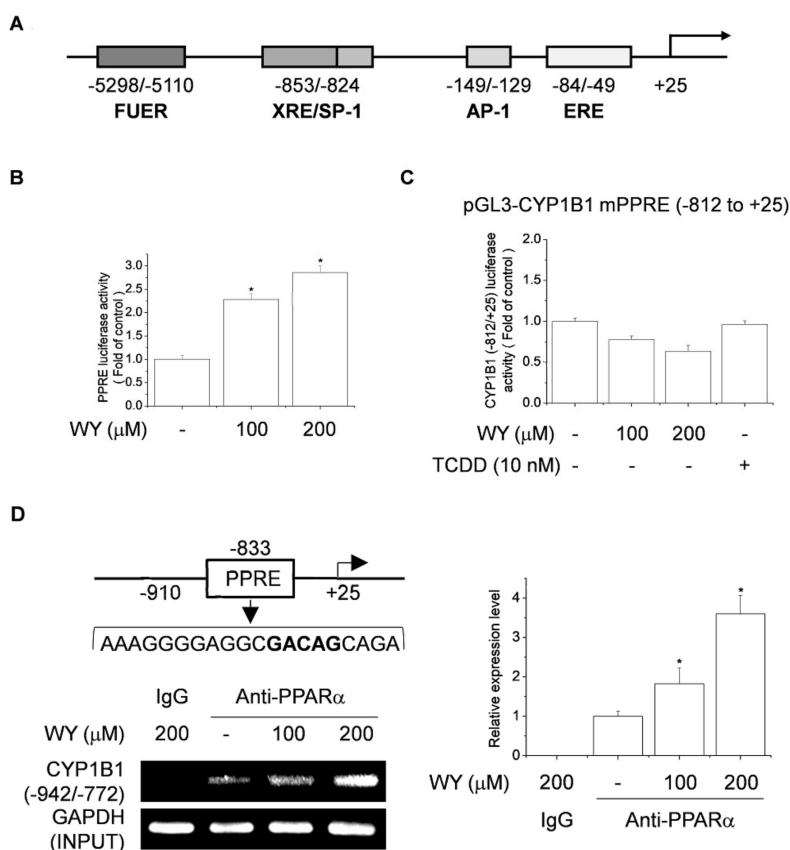 A
-5298/-5110 -853/-824 -149/-129 -84/-49 +25
FUER XRE/SP-1 AP-1 ERE
B
PPRE luciferase activity
( Fold of control )
3.0
2.5
2.0
1.5
1.0
0.5
0.0
WY (μM) - 100 200
* *
C
pGL3-CYP1B1 mPPRE (-812 to +25)
CYP1B1 (-812/+25) luciferase
activity ( Fold of control )
2.0
1.5
1.0
0.5
0.0
WY (μM) - 100 200 -
TCDD (10 nM) - - - +
D
-833
PPRE
-910 +25
AAAGGGGAGGCGACAGCAGA
IgG Anti-PPARα
WY (μM) 200 - 100 200
CYP1B1
(-942/-772)
GAPDH
(INPUT)
Relative expression level
4
3
2
1
0
* *
WY (μM) 200 - 100 200
IgG Anti-PPARα